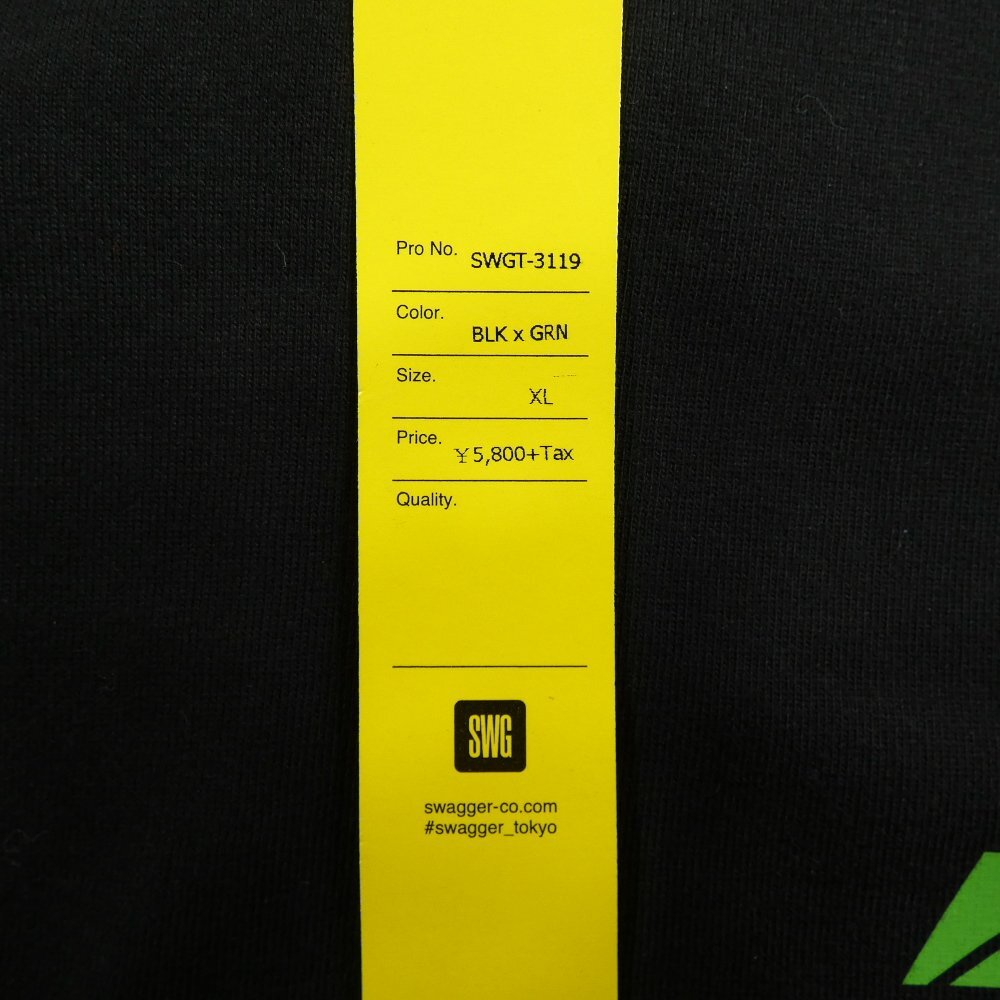 Pro No. SWGT-3119
Color. BLK x GRN
Size. XL
Price. ￥5,800+Tax
Quality.
SWG
swagger-co.com
#swagger_tokyo